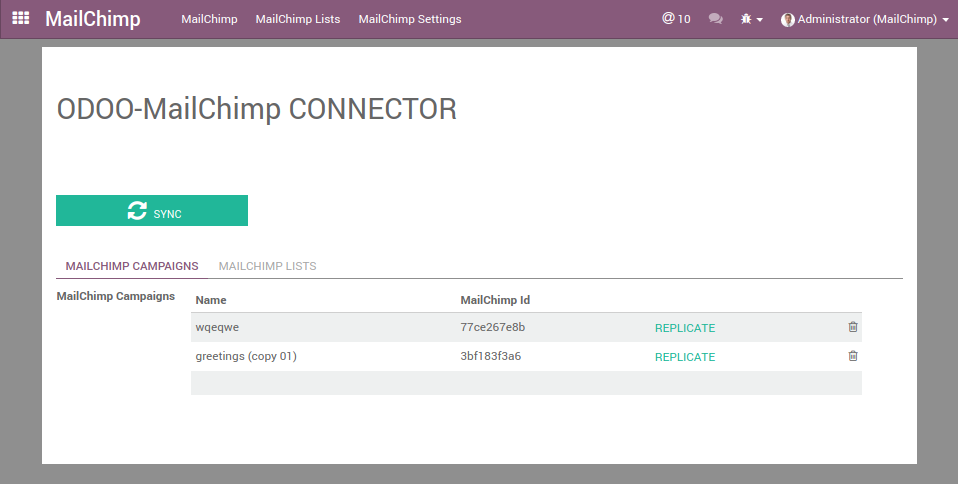 MailChimp MailChimp MailChimp Lists MailChimp Settings @ 10 Administrator (MailChimp)
ODOO-MailChimp CONNECTOR
SYNC
MAILCHIMP CAMPAIGNS MAILCHIMP LISTS
MailChimp Campaigns Name MailChimp Id
wqeqwe 77ce267e8b REPLICATE
greetings (copy 01) 3bf183f3a6 REPLICATE